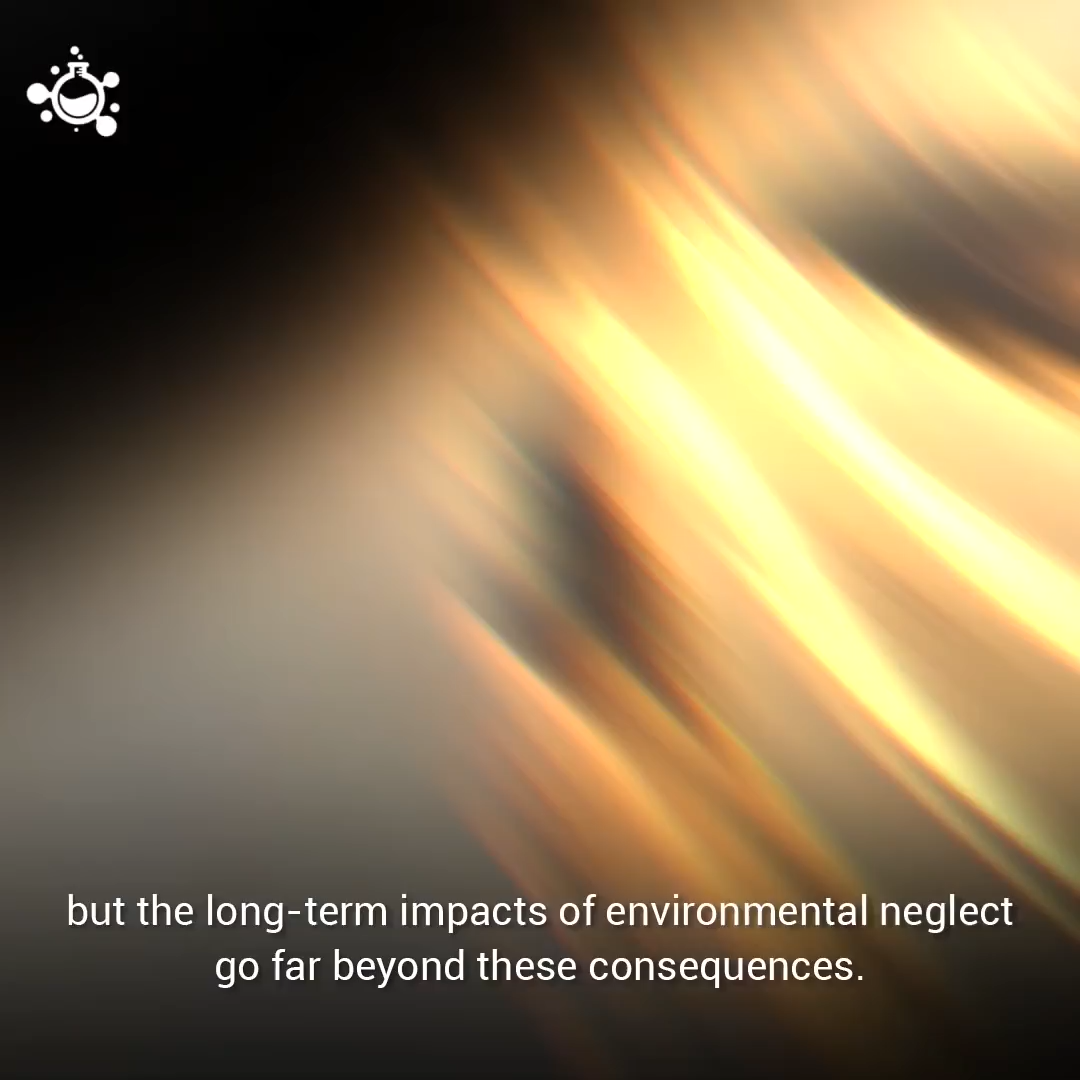 but the long-term impacts of environmental neglect
go far beyond these consequences.